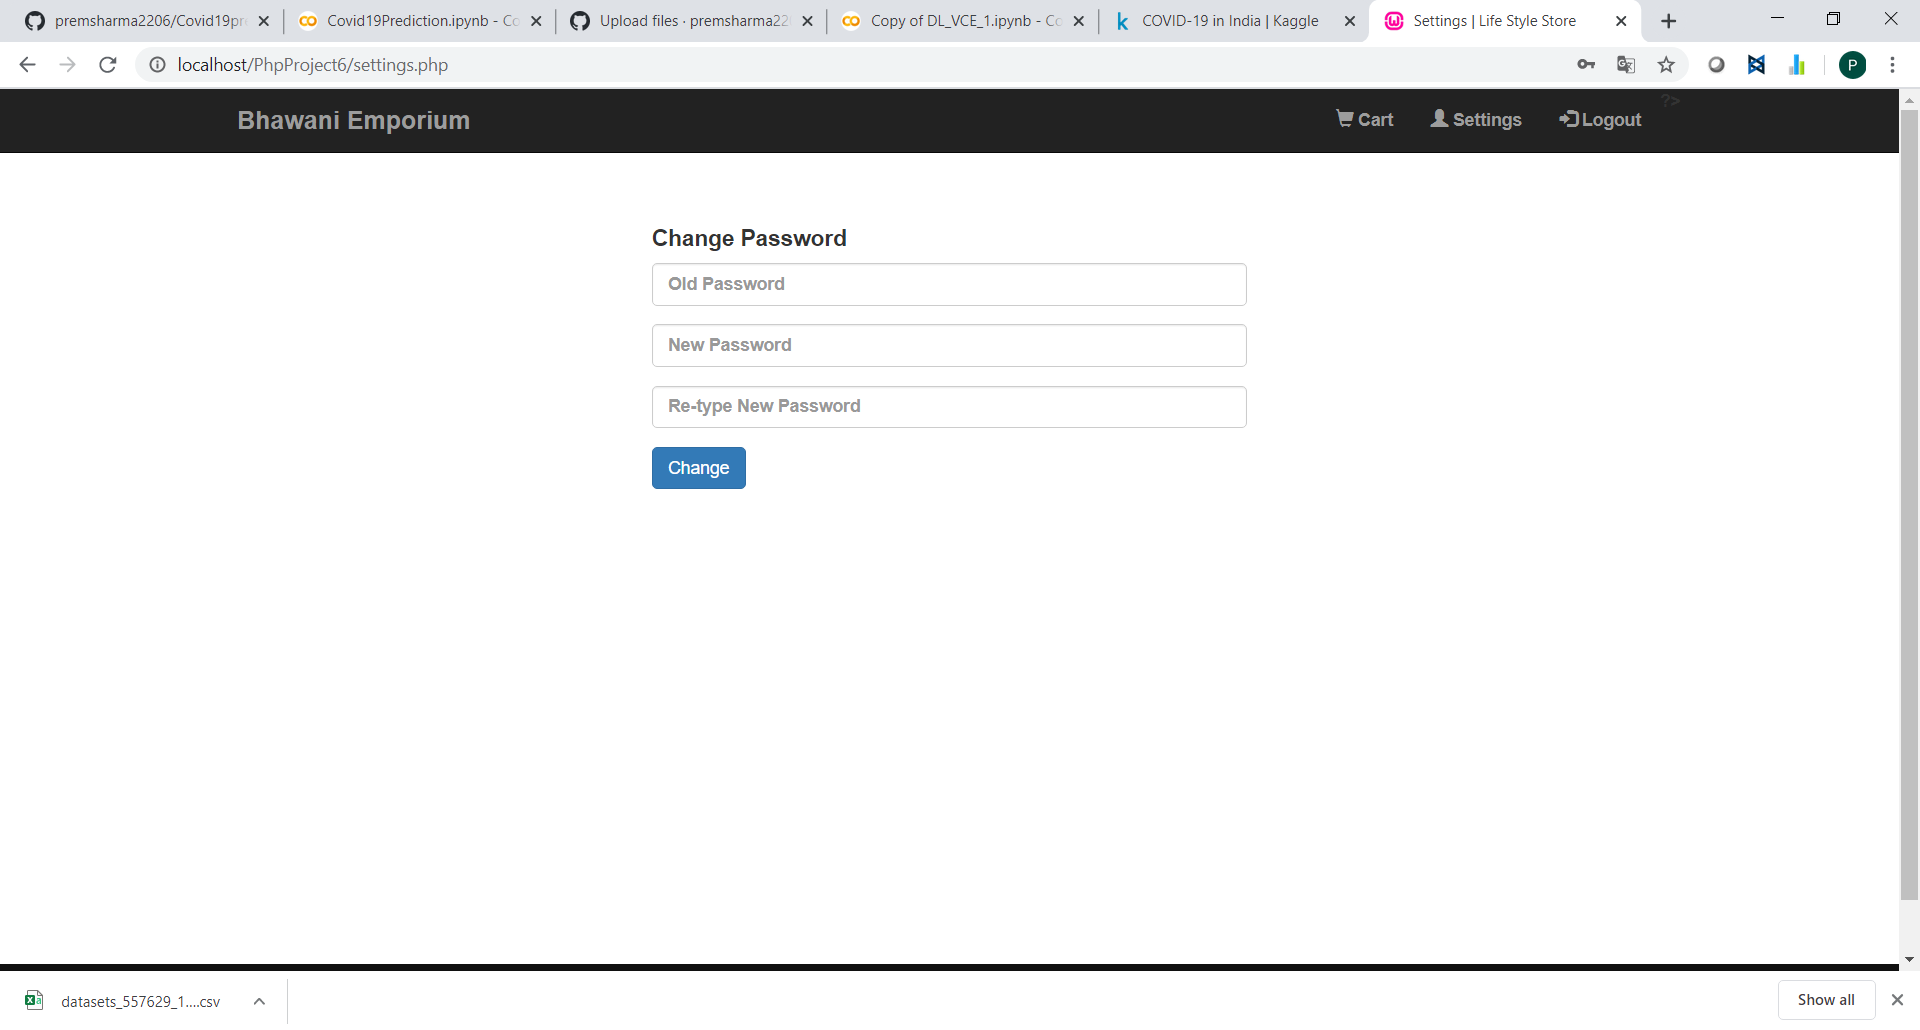 premsharma2206/Covid19pr
Covid19Prediction.ipynb - Co
Upload files · premsharma22
Copy of DL_VCE_1.ipynb - Co
COVID-19 in India | Kaggle
Settings | Life Style Store
localhost/PhpProject6/settings.php
P
Bhawani Emporium
Cart
Settings
Logout
?>
Change Password
Old Password
New Password
Re-type New Password
Change
datasets_557629_1....csv
Show all